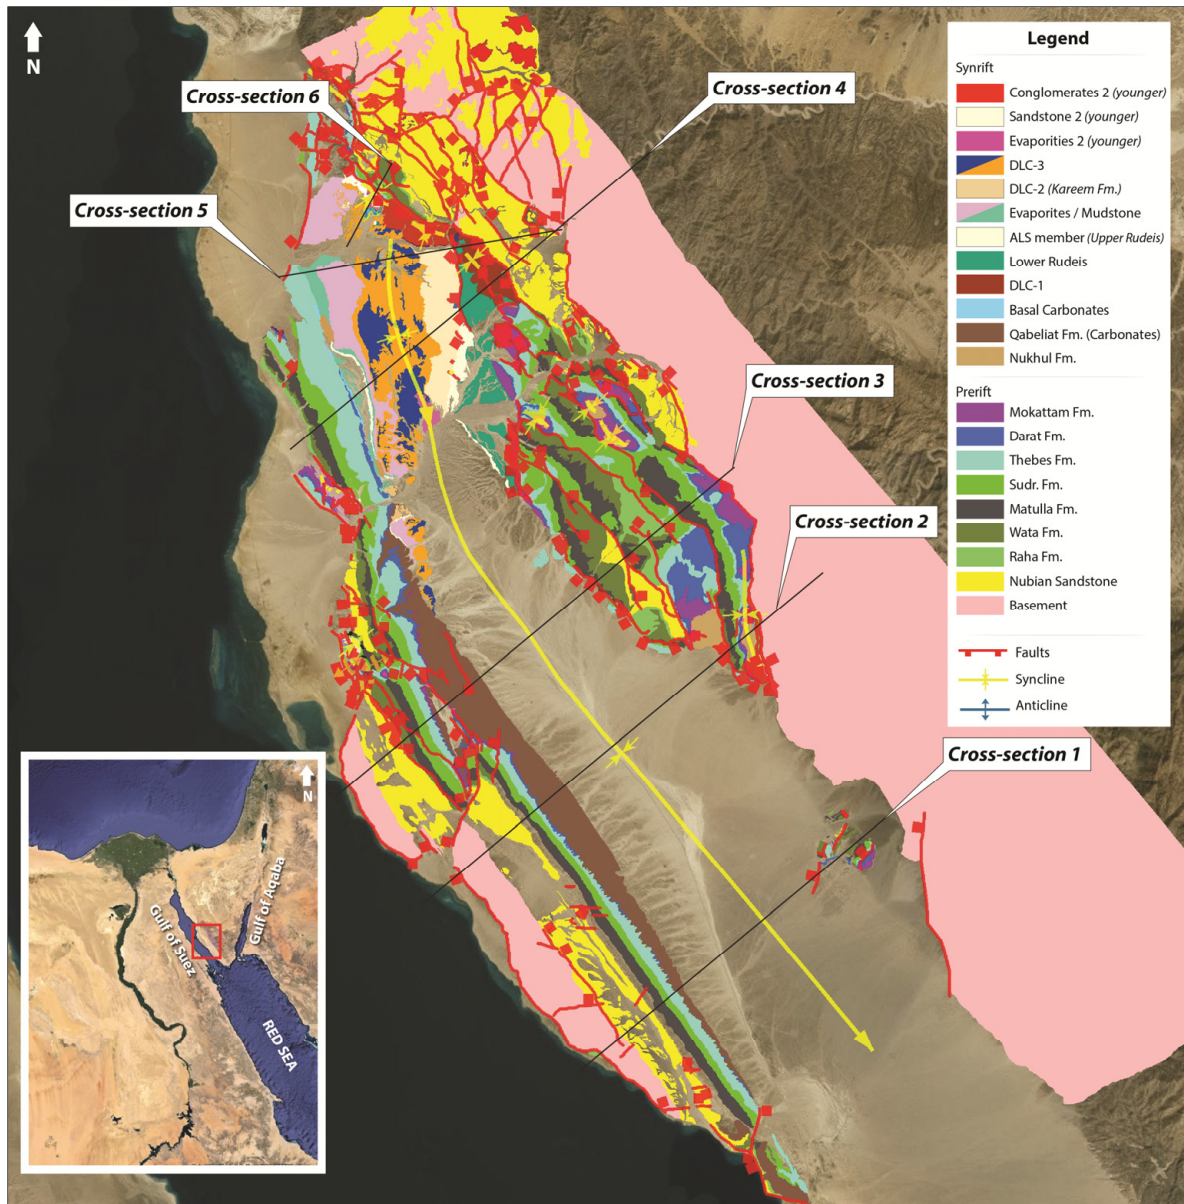 N
Cross-section 6
Cross-section 4
Cross-section 5
Cross-section 3
Cross-section 2
Cross-section 1
Legend
Synrift
Conglomerates 2 (younger)
Sandstone 2 (younger)
Evaporities 2 (younger)
DLC-3
DLC-2 (Kareem Fm.)
Evaporites / Mudstone
ALS member (Upper Rudeis)
Lower Rudeis
DLC-1
Basal Carbonates
Qabeliat Fm. (Carbonates)
Nukhul Fm.
Prerift
Mokattam Fm.
Darat Fm.
Thebes Fm.
Sudr. Fm.
Matulla Fm.
Wata Fm.
Raha Fm.
Nubian Sandstone
Basement
Faults
Syncline
Anticline
N
Gulf of Suez
Gulf of Aqaba
RED SEA